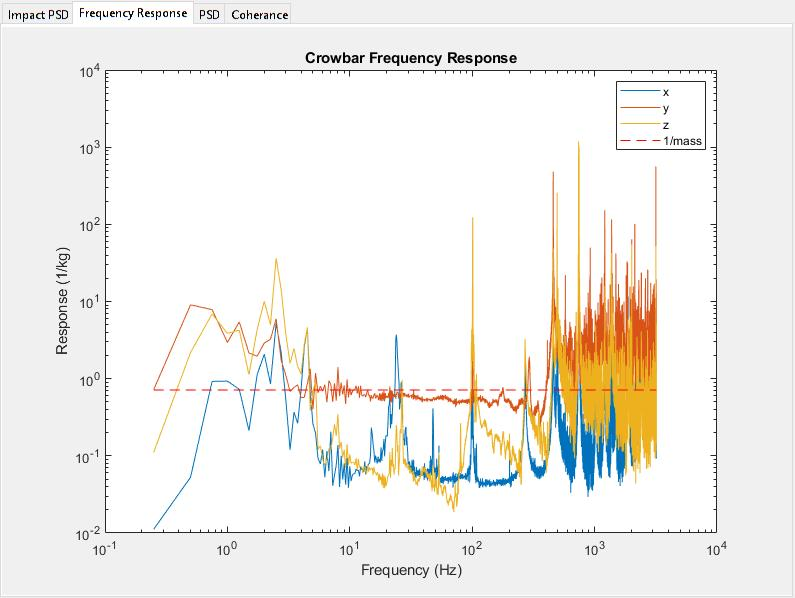 Impact PSD Frequency Response PSD Coherance
Crowbar Frequency Response
10^4
10^3
10^2
10^1
10^0
10^-1
10^-2
Response (1/kg)
x
y
z
1/mass
10^-1 10^0 10^1 10^2 10^3 10^4
Frequency (Hz)